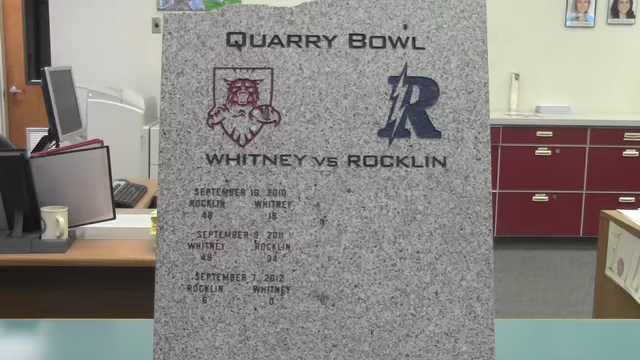 QUARRY BOWL
R
WHITNEY VS ROCKLIN
SEPTEMBER 10, 2010
ROCKLIN WHITNEY
48 18
SEPTEMBER 9, 2011
WHITNEY ROCKLIN
48 34
SEPTEMBER 7, 2012
ROCKLIN WHITNEY
6 0